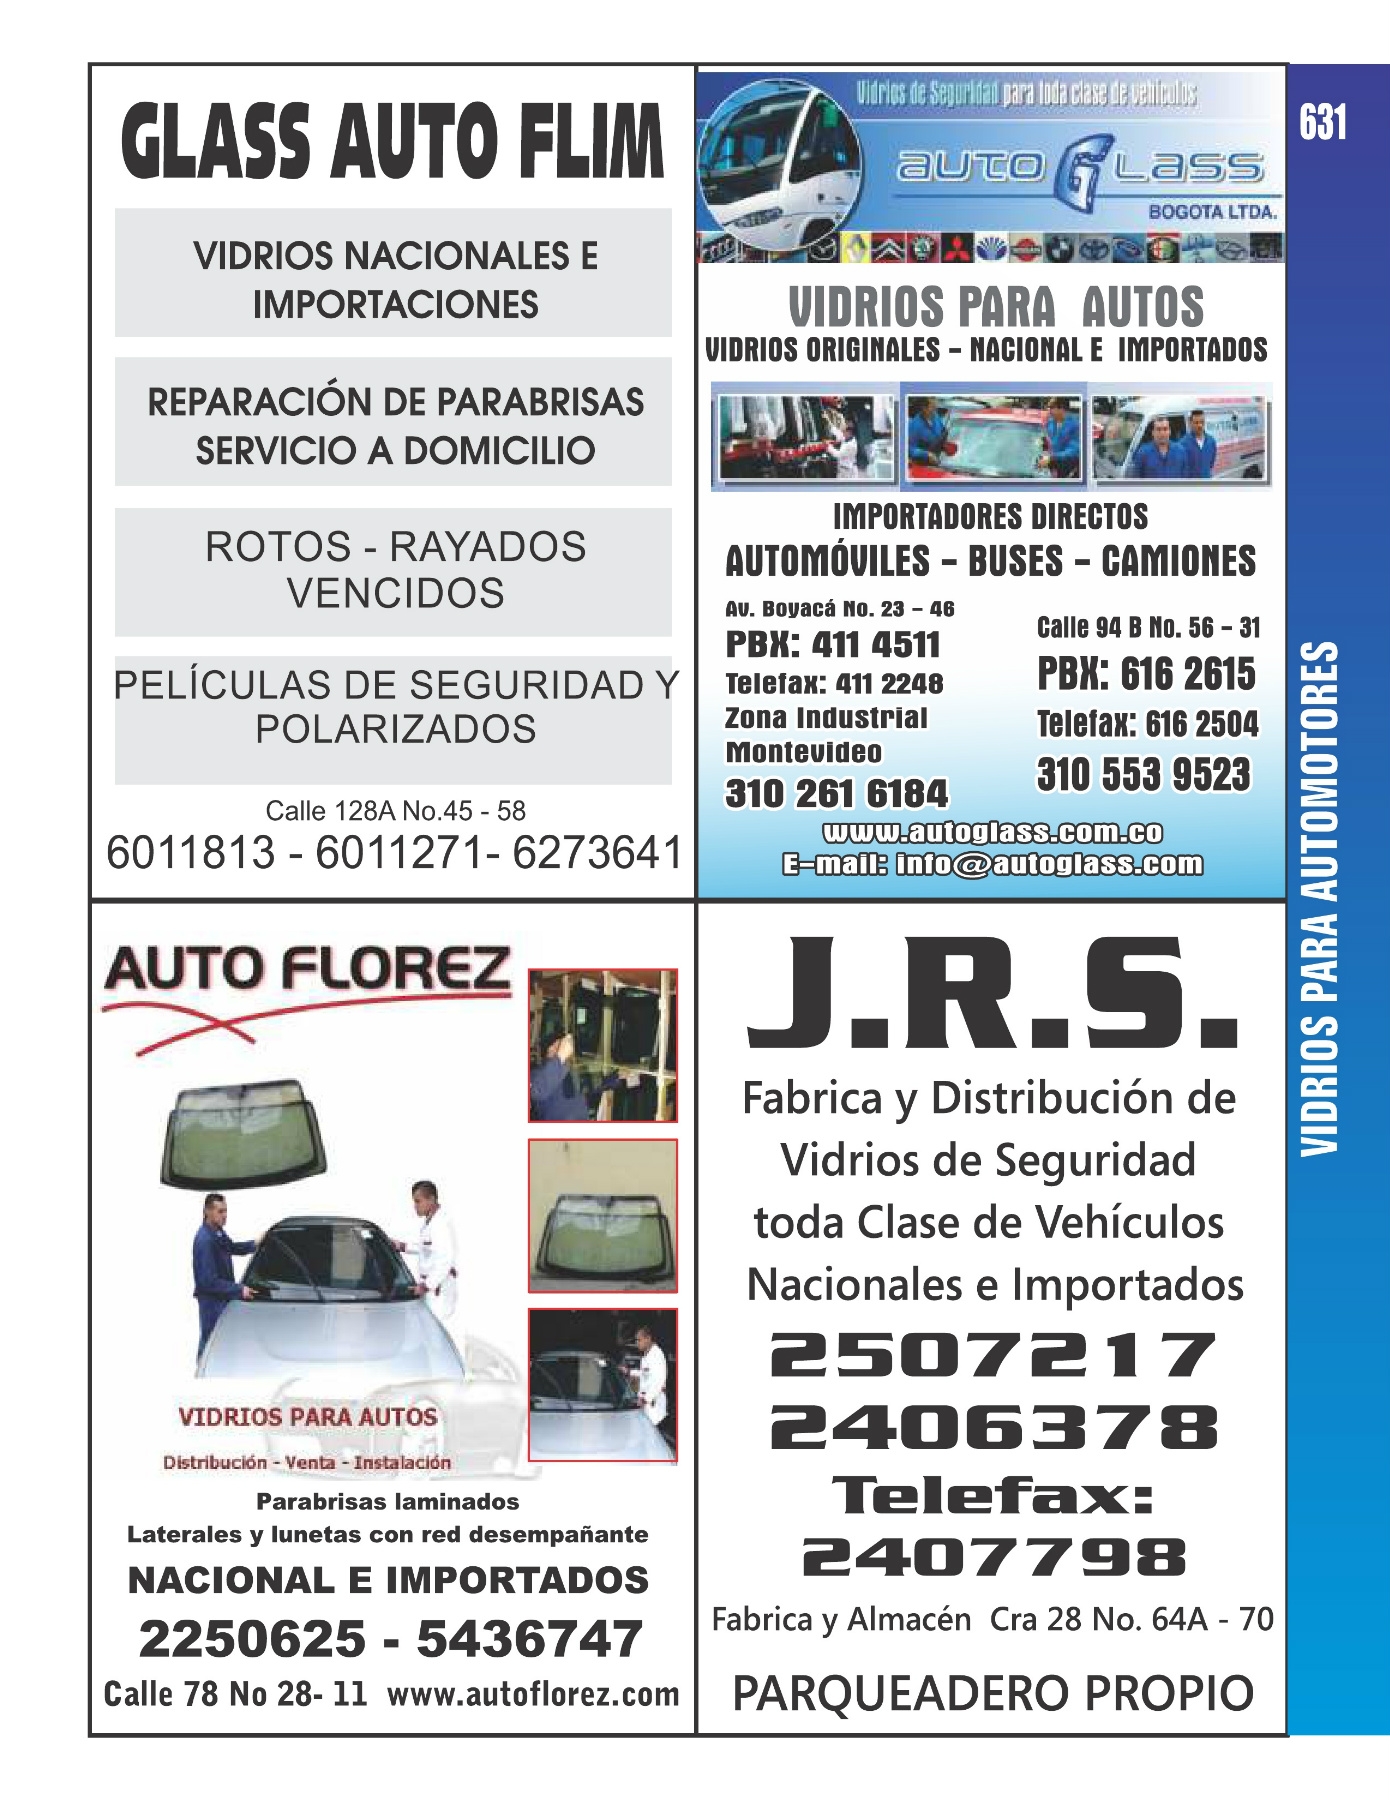 GLASS AUTO FLIM
VIDRIOS NACIONALES E
IMPORTACIONES
REPARACIÓN DE PARABRISAS
SERVICIO A DOMICILIO
ROTOS - RAYADOS
VENCIDOS
PELÍCULAS DE SEGURIDAD Y
POLARIZADOS
Calle 128A No.45 - 58
6011813 - 6011271- 6273641
Vidrios de Seguridad para toda clase de vehículos
auto Glass
BOGOTA LTDA.
VIDRIOS PARA AUTOS
VIDRIOS ORIGINALES - NACIONAL E IMPORTADOS
IMPORTADORES DIRECTOS
AUTOMÓVILES - BUSES - CAMIONES
Av. Boyacá No. 23 - 46
PBX: 411 4511
Telefax: 411 2248
Zona Industrial
Montevideo
310 261 6184
Calle 94 B No. 56 - 31
PBX: 616 2615
Telefax: 616 2504
310 553 9523
www.autoglass.com.co
E-mail: info@autoglass.com
AUTO FLOREZ
VIDRIOS PARA AUTOS
Distribución - Venta - Instalación
Parabrisas laminados
Laterales y lunetas con red desempañante
NACIONAL E IMPORTADOS
2250625 - 5436747
Calle 78 No 28- 11 www.autoflorez.com
J.R.S.
Fabrica y Distribución de
Vidrios de Seguridad
toda Clase de Vehículos
Nacionales e Importados
2507217
2406378
Telefax:
2407798
Fabrica y Almacén Cra 28 No. 64A - 70
PARQUEADERO PROPIO
631
VIDRIOS PARA AUTOMOTORES